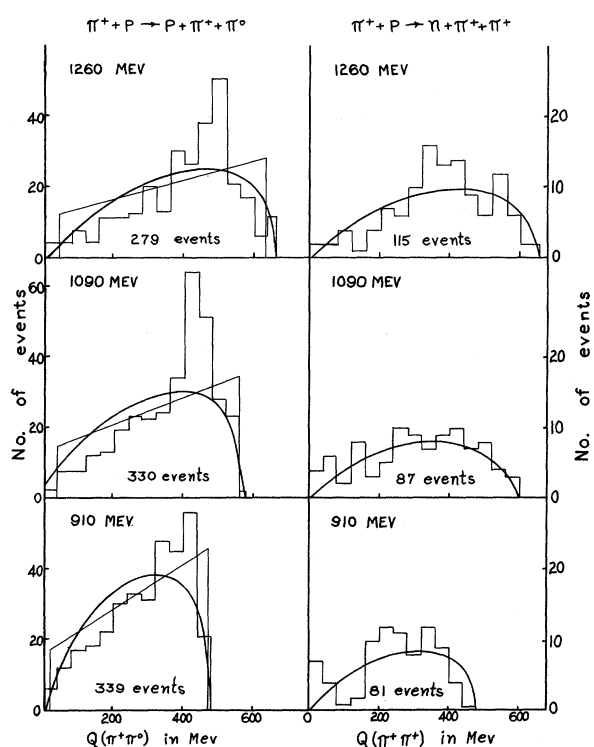 π⁺ + P → P + π⁺ + π⁰
π⁺ + P → n + π⁺ + π⁺
1260 MEV
1260 MEV
40
20
0
20
10
0
279 events
115 events
1090 MEV
1090 MEV
60
40
20
0
20
10
0
330 events
87 events
910 MEV.
910 MEV
40
20
0
20
10
0
339 events
81 events
200 400 600
0 200 400 600
Q(π⁺π⁰) in Mev
Q(π⁺π⁺) in Mev
No. of events
No. of events